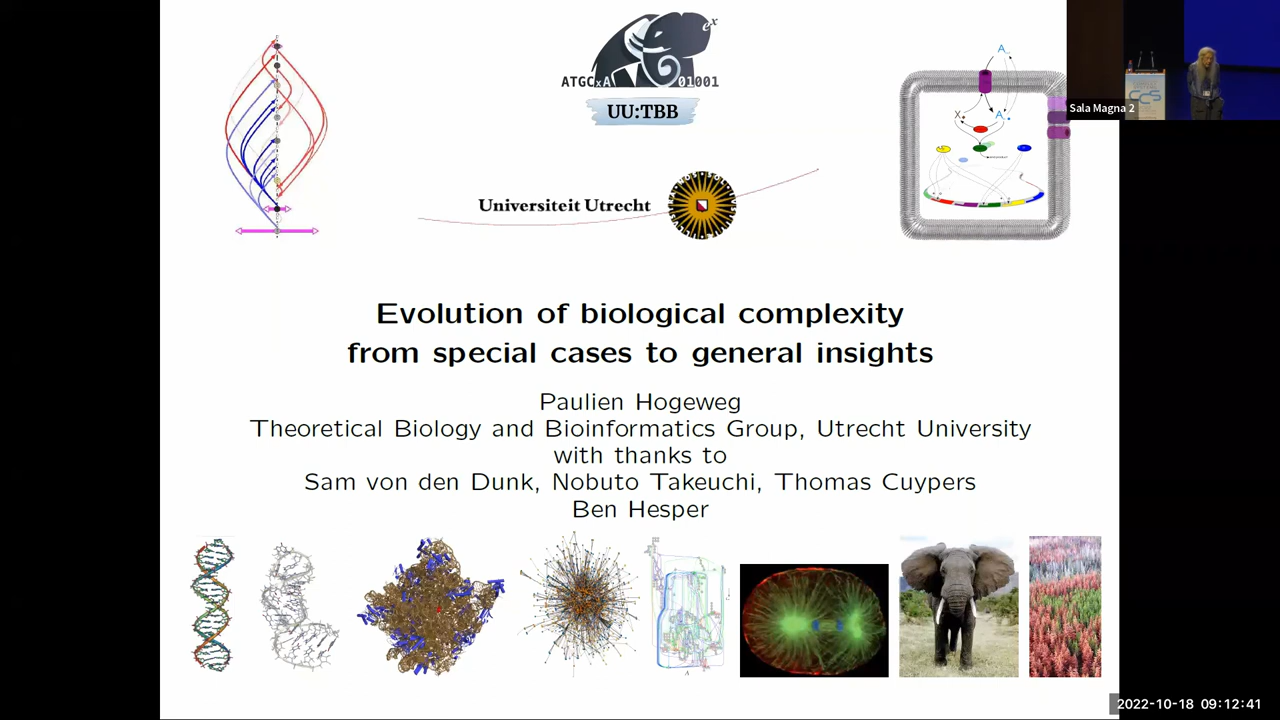 ATGCxA
01001
e^x
UU:TBB
A
X
A
Sala Magna 2
Universiteit Utrecht
Evolution of biological complexity
from special cases to general insights
Paulien Hogeweg
Theoretical Biology and Bioinformatics Group, Utrecht University
with thanks to
Sam von den Dunk, Nobuto Takeuchi, Thomas Cuypers
Ben Hesper
2022-10-18 09:12:41